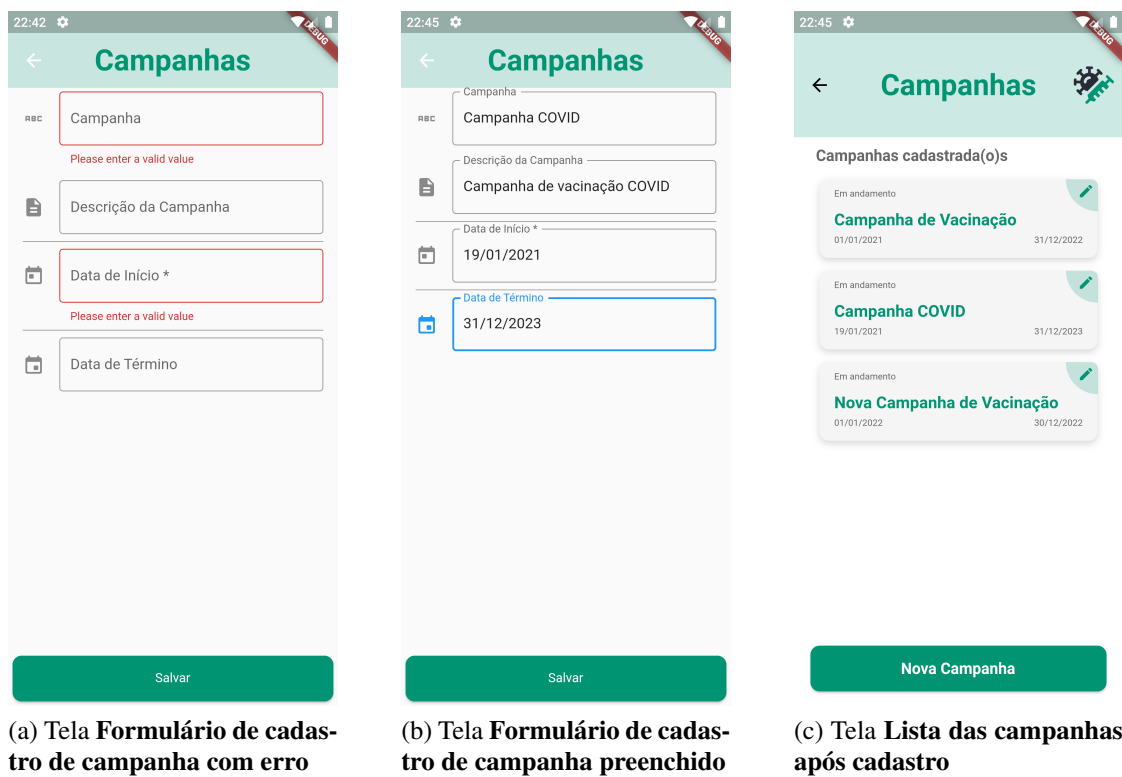 22:42
DEBUG
Campanhas
ABC
Campanha
Please enter a valid value
Descrição da Campanha
Data de Início *
Please enter a valid value
Data de Término
Salvar
(a) Tela Formulário de cadas-
tro de campanha com erro
22:45
DEBUG
Campanhas
Campanha
ABC
Campanha COVID
Descrição da Campanha
Campanha de vacinação COVID
Data de Início *
19/01/2021
Data de Término
31/12/2023
Salvar
(b) Tela Formulário de cadas-
tro de campanha preenchido
22:45
DEBUG
Campanhas
Campanhas cadastrada(o)s
Em andamento
Campanha de Vacinação
01/01/2021 31/12/2022
Em andamento
Campanha COVID
19/01/2021 31/12/2023
Em andamento
Nova Campanha de Vacinação
01/01/2022 30/12/2022
Nova Campanha
(c) Tela Lista das campanhas
após cadastro